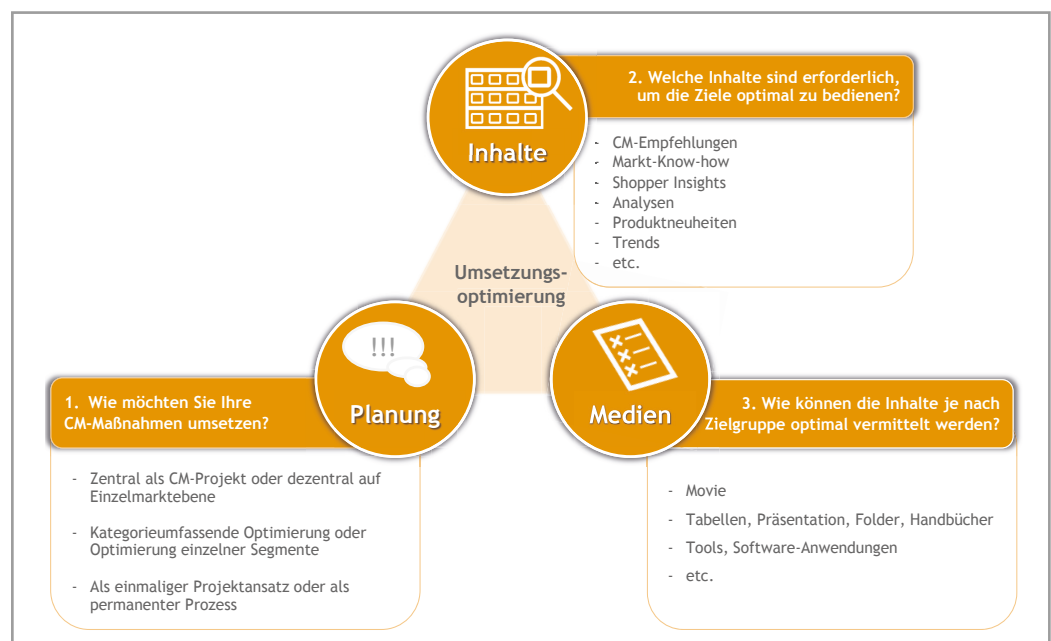 2. Welche Inhalte sind erforderlich,
um die Ziele optimal zu bedienen?
Inhalte
- CM-Empfehlungen
- Markt-Know-how
- Shopper Insights
- Analysen
- Produktneuheiten
- Trends
- etc.
Umsetzungs-
optimierung
!!!
Planung
1. Wie möchten Sie Ihre
CM-Maßnahmen umsetzen?
- Zentral als CM-Projekt oder dezentral auf
Einzelmarktebene
- Kategorieumfassende Optimierung oder
Optimierung einzelner Segmente
- Als einmaliger Projektansatz oder als
permanenter Prozess
Medien
3. Wie können die Inhalte je nach
Zielgruppe optimal vermittelt werden?
- Movie
- Tabellen, Präsentation, Folder, Handbücher
- Tools, Software-Anwendungen
- etc.